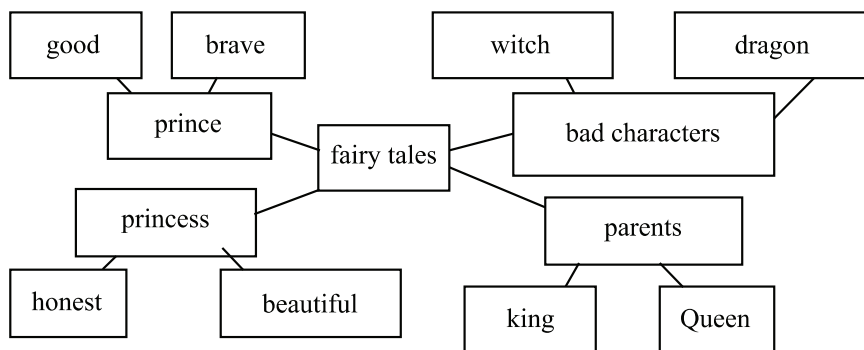 good
brave
witch
dragon
prince
bad characters
fairy tales
princess
parents
honest
beautiful
king
Queen